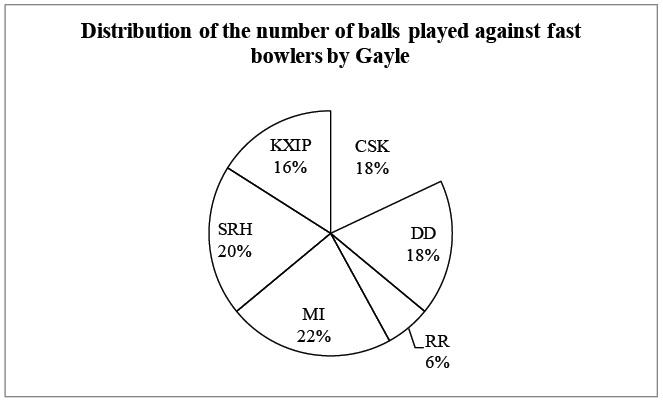 Distribution of the number of balls played against fast
bowlers by Gayle
KXIP
16%
CSK
18%
SRH
20%
DD
18%
MI
22%
RR
6%